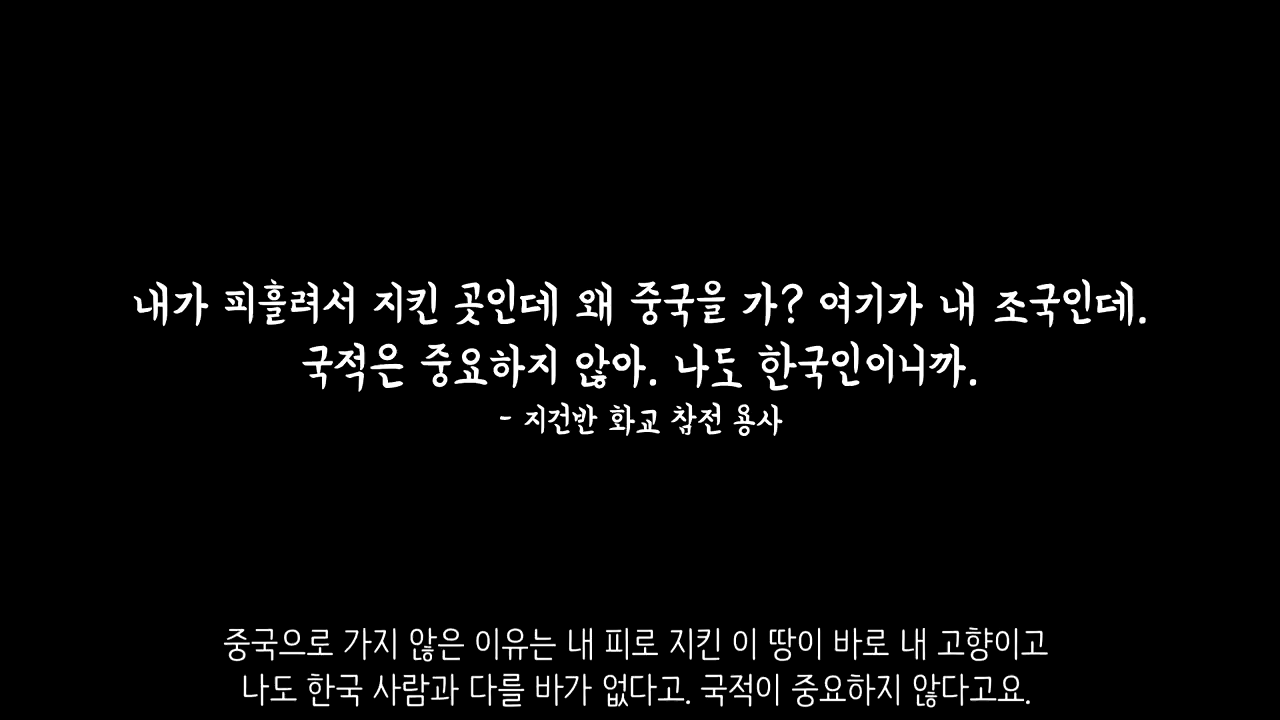 내가 피흘려서 지킨 곳인데 왜 중국을 가? 여기가 내 조국인데.
국적은 중요하지 않아. 나도 한국인이니까.
- 지건반 화교 참전 용사
중국으로 가지 않은 이유는 내 피로 지킨 이 땅이 바로 내 고향이고
나도 한국 사람과 다를 바가 없다고. 국적이 중요하지 않다고요.